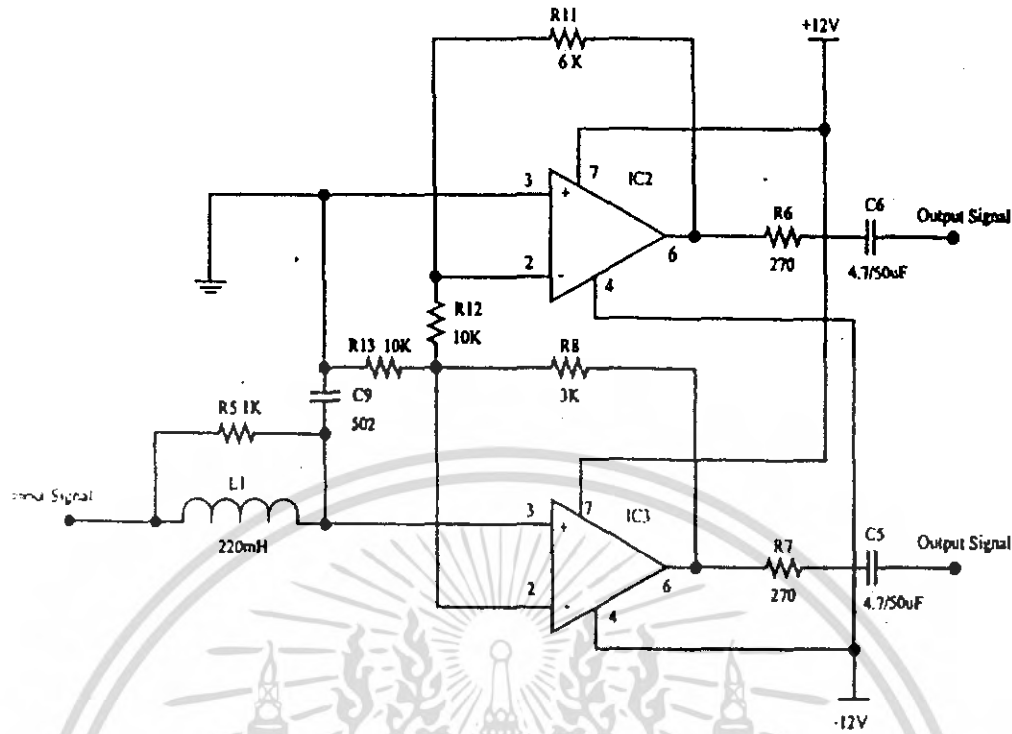 R11
6 K
+12V
3
+
7
IC2
R6
C6
Output Signal
2
-
6
270
4.7/50uF
4
R12
10K
R13 10K
R8
3K
C9
502
R5 1K
Signal
L1
220mH
3
+
7
IC3
R7
C5
Output Signal
2
-
6
270
4.7/50uF
4
-12V